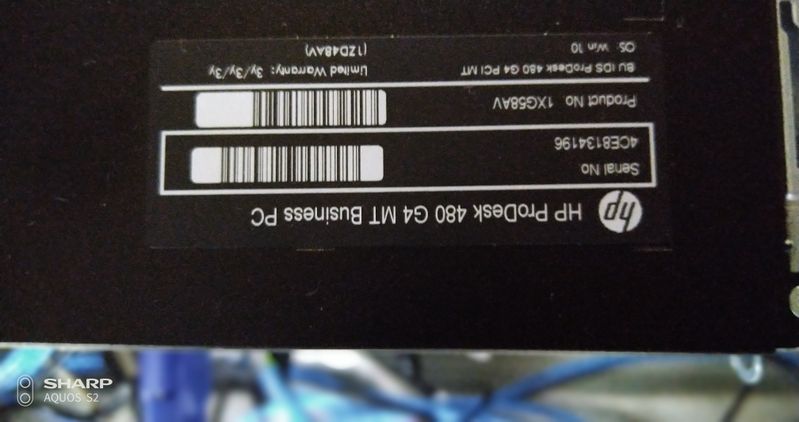 hp HP ProDesk 480 G4 MT Business PC
Serial No
4CE8134196
Product No 1XG58AV
BU IDS ProDesk 480 G4 PCI MT
Limited Warranty: 3y/3y/3y
OS: Win 10
(1ZD48AV)
SHARP
AQUOS S2